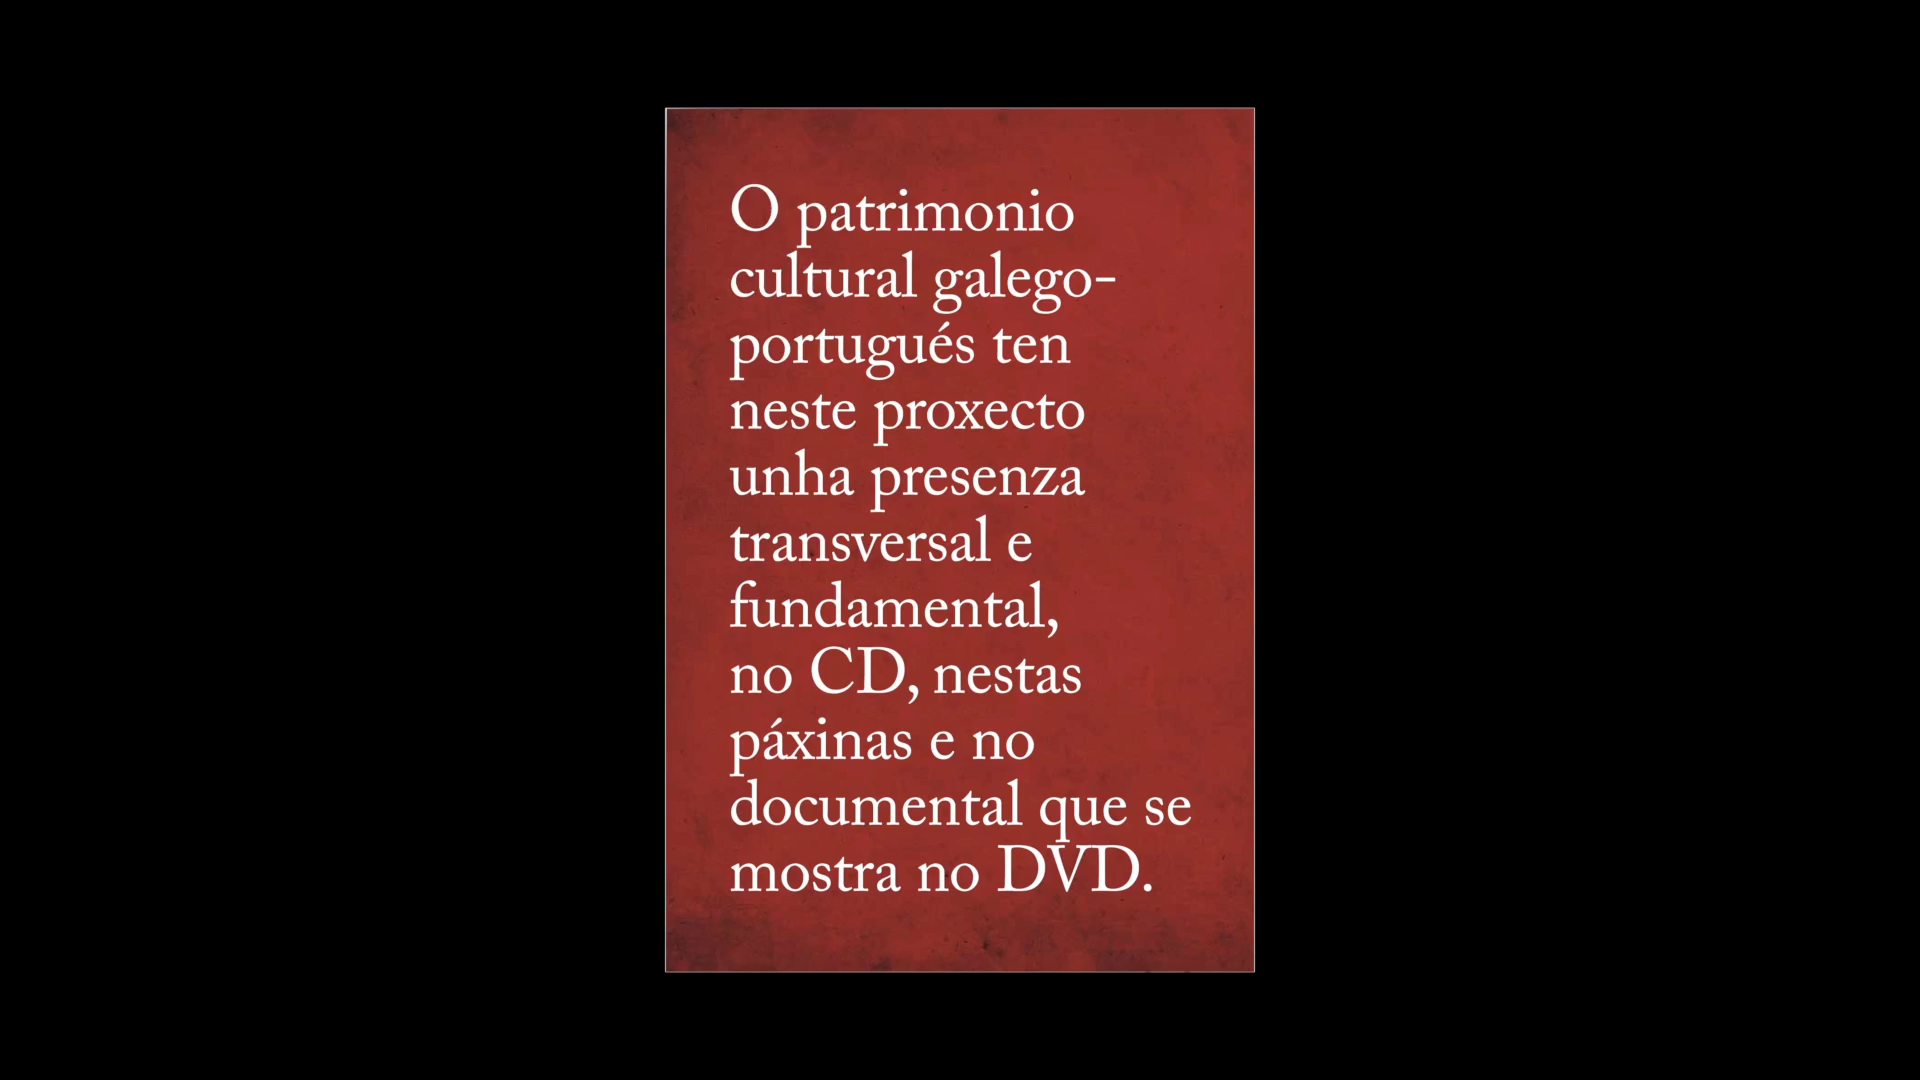 O patrimonio
cultural galego-
portugués ten
neste proxecto
unha presenza
transversal e
fundamental,
no CD, nestas
páxinas e no
documental que se
mostra no DVD.